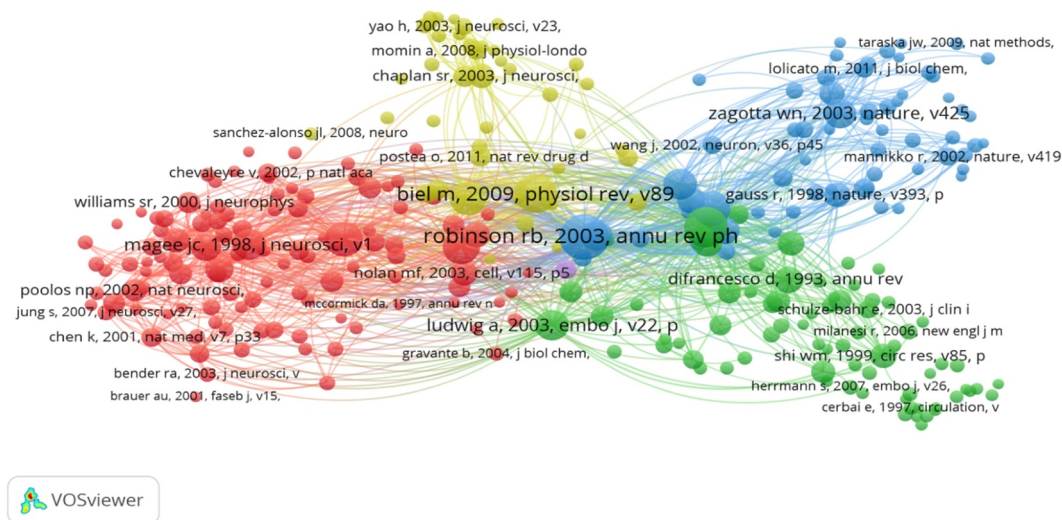 yao h, 2003, j neurosci, v23,
taraska jw, 2009, nat methods,
momin a, 2008, j physiol-londo
lolicato m, 2011, j biol chem,
chaplan sr, 2003, j neurosci,
zagotta wn, 2003, nature, v425
sanchez-alonso jl, 2008, neuro
wang j, 2002, neuron, v36, p45
postea o, 2011, nat rev drug d
mannikko r, 2002, nature, v419
chevaleyre v, 2002, p natl aca
biel m, 2009, physiol rev, v89
gauss r, 1998, nature, v393, p
williams sr, 2000, j neurophys
robinson rb, 2003, annu rev ph
magee jc, 1998, j neurosci, v1
nolan mf, 2003, cell, v115, p5
difrancesco d, 1993, annu rev
poolos np, 2002, nat neurosci,
mccormick da, 1997, annu rev n
jung s, 2007, j neurosci, v27,
schulze-bahr e, 2003, j clin i
ludwig a, 2003, embo j, v22, p
milanesi r, 2006, new engl j m
chen k, 2001, nat med, v7, p33
gravante b, 2004, j biol chem,
shi wm, 1999, circ res, v85, p
bender ra, 2003, j neurosci, v
herrmann s, 2007, embo j, v26,
brauer au, 2001, faseb j, v15,
cerbai e, 1997, circulation, v
VOSviewer